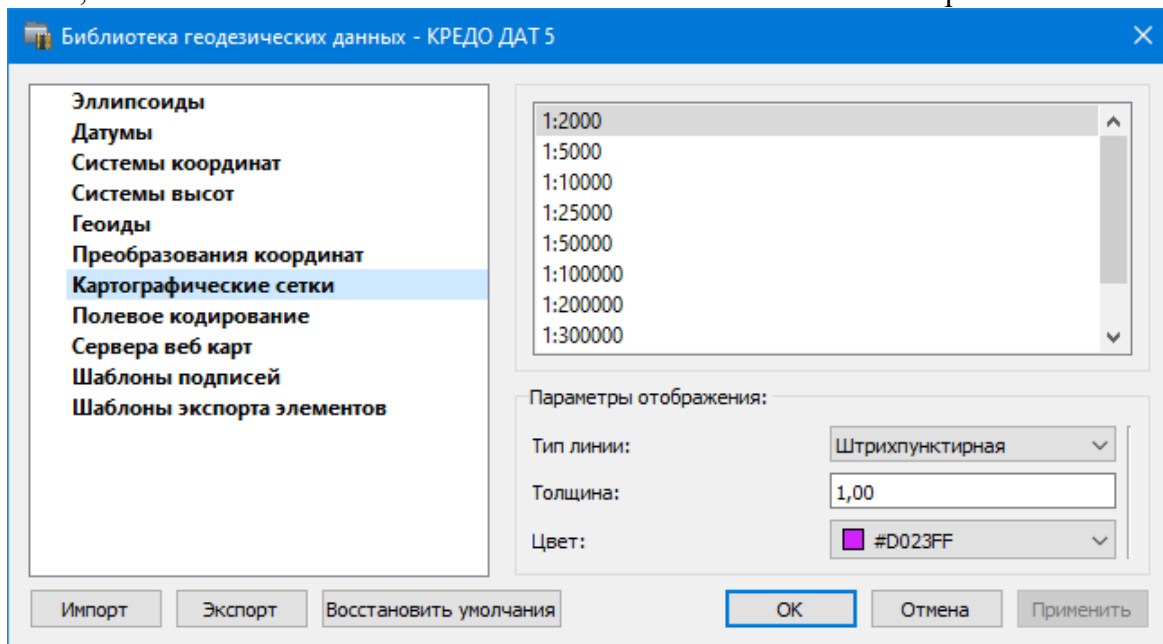 Библиотека геодезических данных - КРЕДО ДАТ 5
Эллипсоиды
Датумы
Системы координат
Системы высот
Геоиды
Преобразования координат
Картографические сетки
Полевое кодирование
Сервера веб карт
Шаблоны подписей
Шаблоны экспорта элементов
1:2000
1:5000
1:10000
1:25000
1:50000
1:100000
1:200000
1:300000
Параметры отображения:
Тип линии: Штрихпунктирная
Толщина: 1,00
Цвет: #D023FF
Импорт Экспорт Восстановить умолчания ОК Отмена Применить